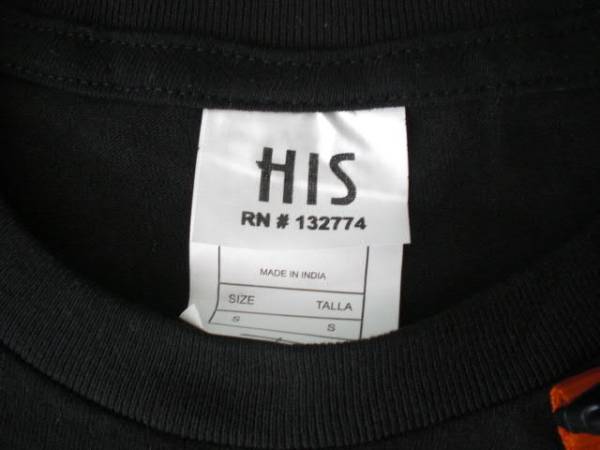 HIS
RN # 132774
MADE IN INDIA
SIZE TALLA
S S